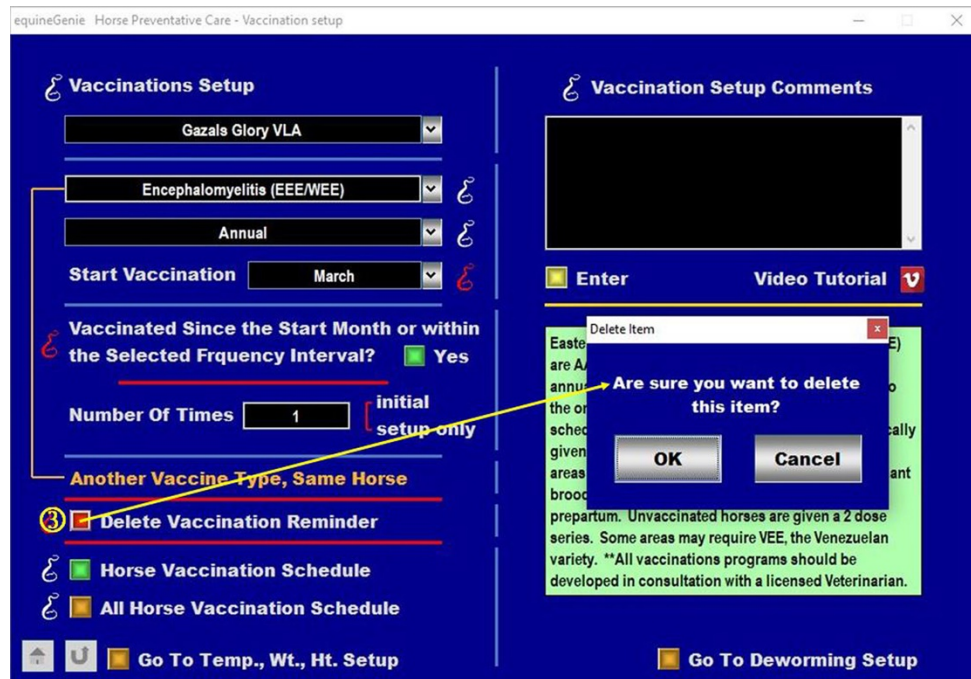 equineGenie Horse Preventative Care - Vaccination setup
Vaccinations Setup
Gazals Glory VLA
Encephalomyelitis (EEE/WEE)
Annual
Start Vaccination March
Vaccinated Since the Start Month or within
the Selected Frquency Interval? Yes
Number Of Times 1 initial
setup only
Another Vaccine Type, Same Horse
3 Delete Vaccination Reminder
Horse Vaccination Schedule
All Horse Vaccination Schedule
Go To Temp., Wt., Ht. Setup
Vaccination Setup Comments
Enter Video Tutorial
Delete Item
Are sure you want to delete
this item?
OK Cancel
are
the
given
areas
prepartum. Unvaccinated horses are given a 2 dose
series. Some areas may require VEE, the Venezuelan
variety. **All vaccinations programs should be
developed in consultation with a licensed Veterinarian.
Go To Deworming Setup